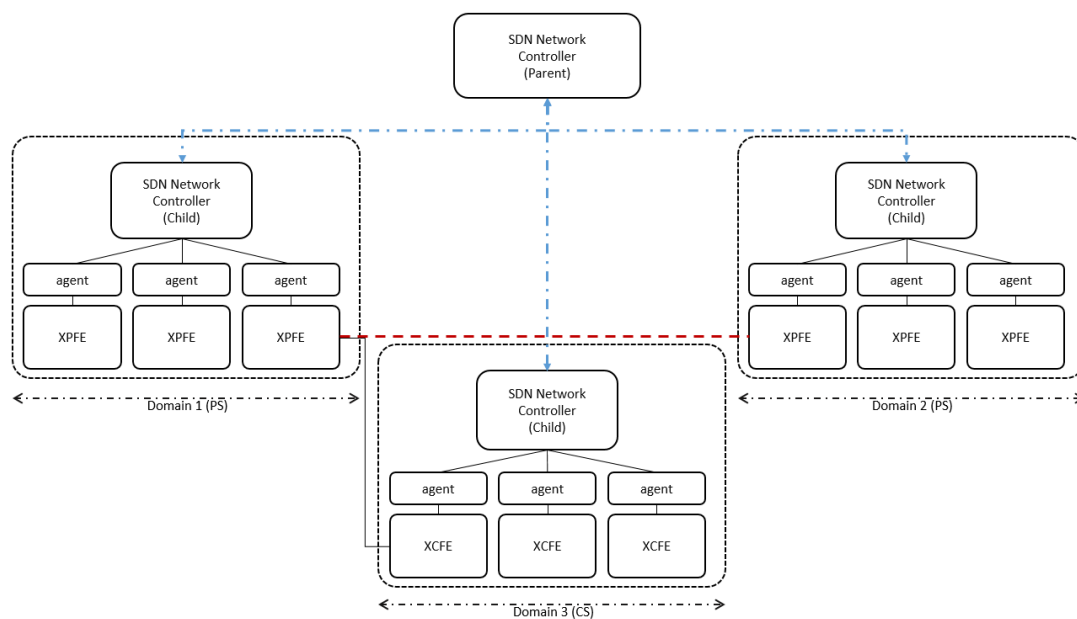 SDN Network
Controller
(Parent)
SDN Network
Controller
(Child)
SDN Network
Controller
(Child)
agent
agent
agent
agent
agent
agent
XPFE
XPFE
XPFE
XPFE
XPFE
XPFE
SDN Network
Controller
(Child)
Domain 1 (PS)
Domain 2 (PS)
agent
agent
agent
XCFE
XCFE
XCFE
Domain 3 (CS)